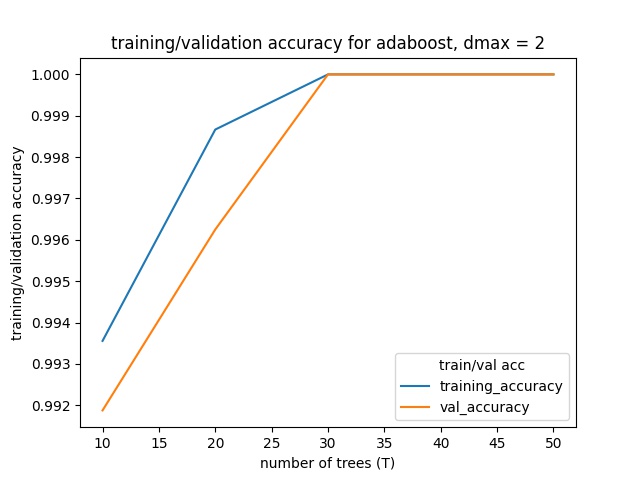 training/validation accuracy for adaboost, dmax = 2
training/validation accuracy
1.000
0.999
0.998
0.997
0.996
0.995
0.994
0.993
0.992
train/val acc
training_accuracy
val_accuracy
10 15 20 25 30 35 40 45 50
number of trees (T)